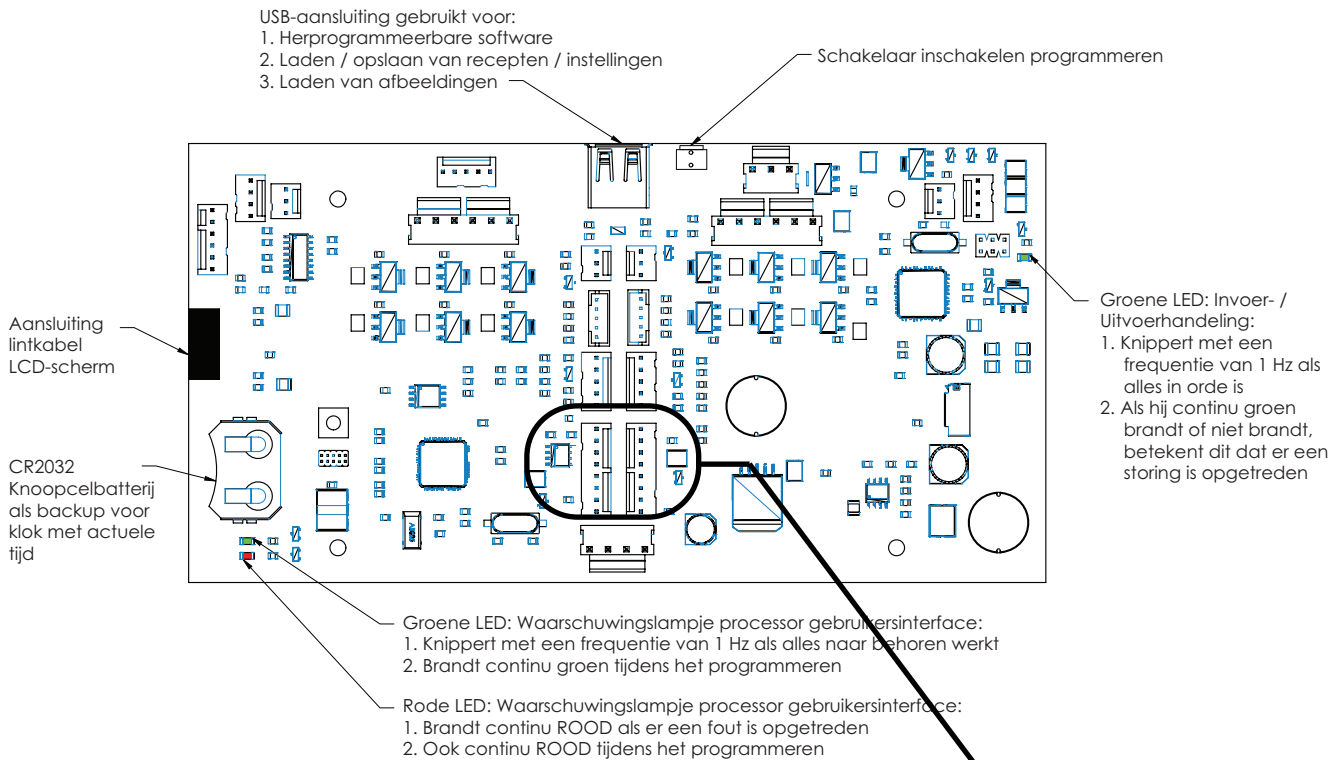 USB-aansluiting gebruikt voor:
1. Herprogrammeerbare software
2. Laden / opslaan van recepten / instellingen
3. Laden van afbeeldingen
Schakelaar inschakelen programmeren
Aansluiting
lintkabel
LCD-scherm
Groene LED: Invoer- /
Uitvoerhandeling:
1. Knippert met een
frequentie van 1 Hz als
alles in orde is
2. Als hij continu groen
brandt of niet brandt,
betekent dit dat er een
storing is opgetreden
CR2032
Knoopcelbatterij
als backup voor
klok met actuele
tijd
Groene LED: Waarschuwingslampje processor gebruikersinterface:
1. Knippert met een frequentie van 1 Hz als alles naar behoren werkt
2. Brandt continu groen tijdens het programmeren
Rode LED: Waarschuwingslampje processor gebruikersinterface:
1. Brandt continu ROOD als er een fout is opgetreden
2. Ook continu ROOD tijdens het programmeren